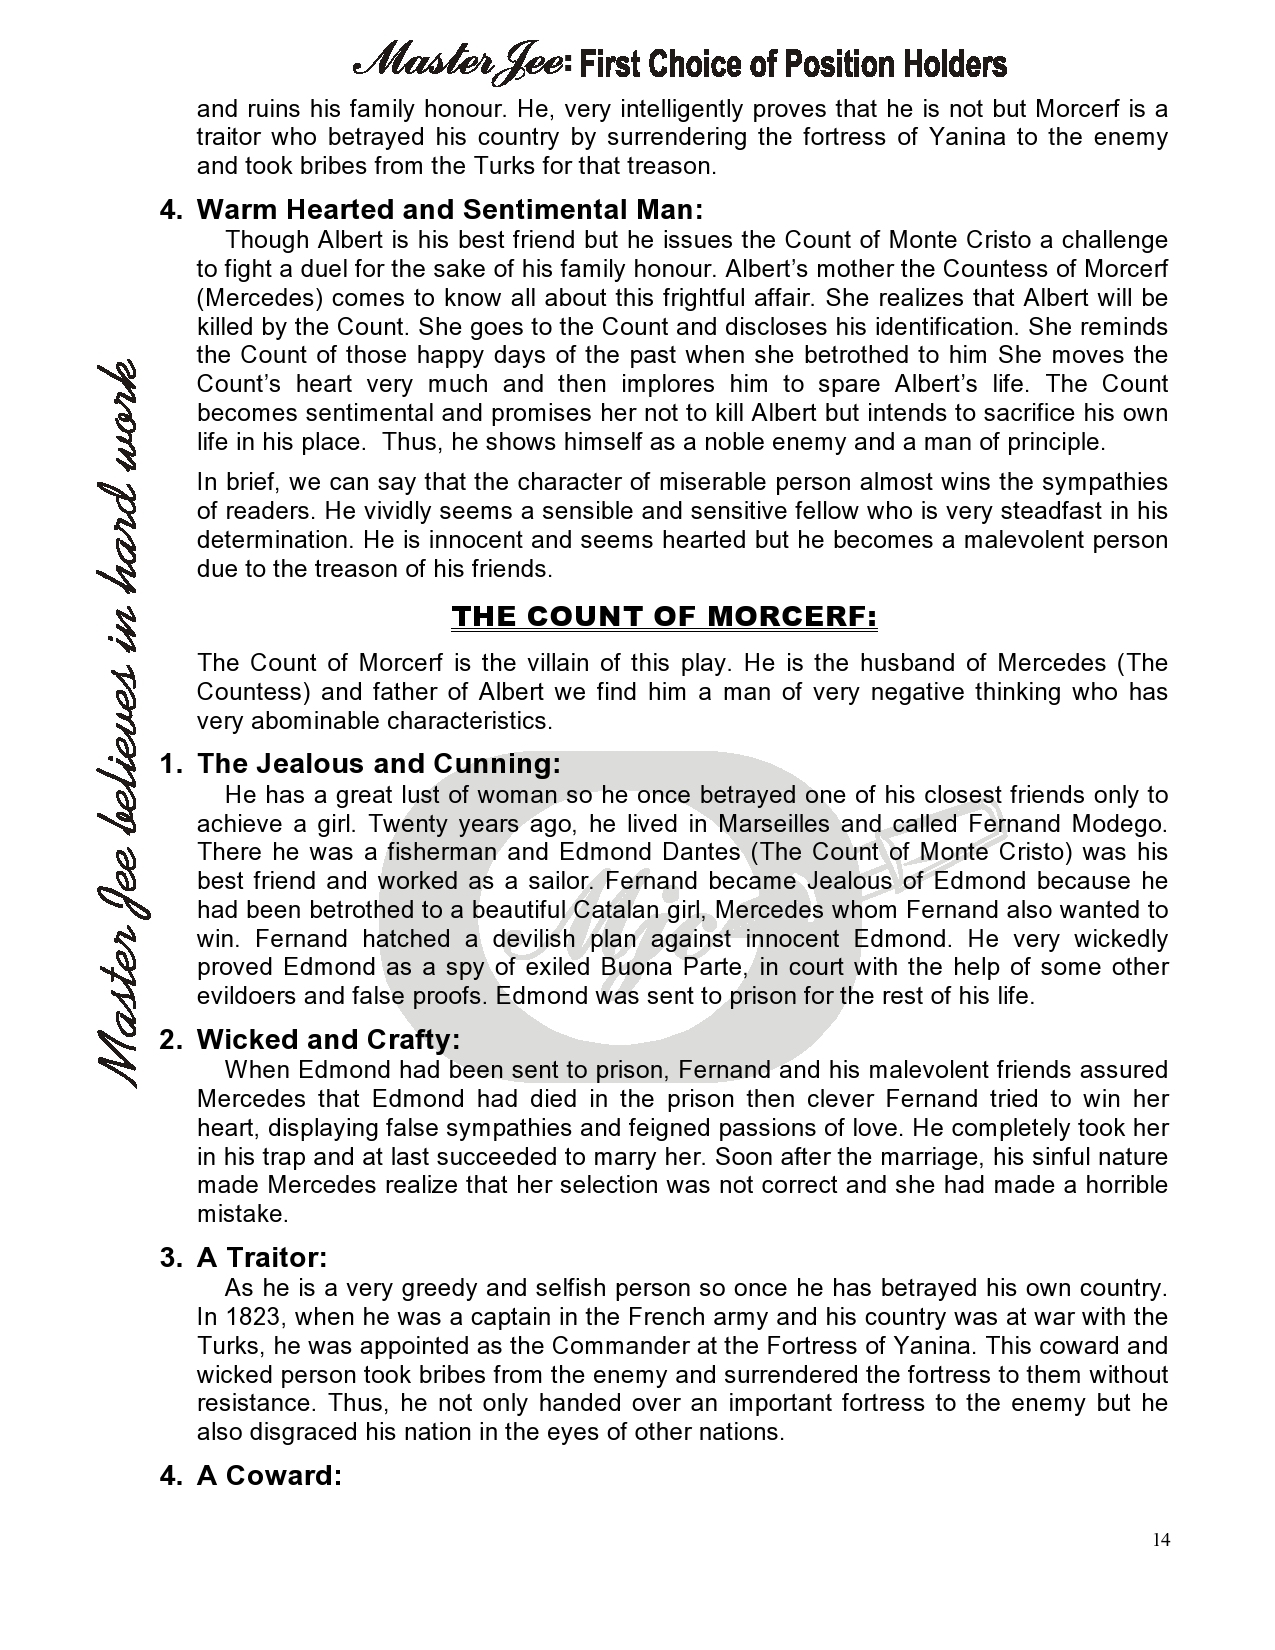 Master Jee: First Choice of Position Holders
and ruins his family honour. He, very intelligently proves that he is not but Morcerf is a
traitor who betrayed his country by surrendering the fortress of Yanina to the enemy
and took bribes from the Turks for that treason.
4. Warm Hearted and Sentimental Man:
Though Albert is his best friend but he issues the Count of Monte Cristo a challenge
to fight a duel for the sake of his family honour. Albert’s mother the Countess of Morcerf
(Mercedes) comes to know all about this frightful affair. She realizes that Albert will be
killed by the Count. She goes to the Count and discloses his identification. She reminds
the Count of those happy days of the past when she betrothed to him She moves the
Count’s heart very much and then implores him to spare Albert’s life. The Count
becomes sentimental and promises her not to kill Albert but intends to sacrifice his own
life in his place. Thus, he shows himself as a noble enemy and a man of principle.
In brief, we can say that the character of miserable person almost wins the sympathies
of readers. He vividly seems a sensible and sensitive fellow who is very steadfast in his
determination. He is innocent and seems hearted but he becomes a malevolent person
due to the treason of his friends.
THE COUNT OF MORCERF:
The Count of Morcerf is the villain of this play. He is the husband of Mercedes (The
Countess) and father of Albert we find him a man of very negative thinking who has
very abominable characteristics.
1. The Jealous and Cunning:
He has a great lust of woman so he once betrayed one of his closest friends only to
achieve a girl. Twenty years ago, he lived in Marseilles and called Fernand Modego.
There he was a fisherman and Edmond Dantes (The Count of Monte Cristo) was his
best friend and worked as a sailor. Fernand became Jealous of Edmond because he
had been betrothed to a beautiful Catalan girl, Mercedes whom Fernand also wanted to
win. Fernand hatched a devilish plan against innocent Edmond. He very wickedly
proved Edmond as a spy of exiled Buona Parte, in court with the help of some other
evildoers and false proofs. Edmond was sent to prison for the rest of his life.
2. Wicked and Crafty:
When Edmond had been sent to prison, Fernand and his malevolent friends assured
Mercedes that Edmond had died in the prison then clever Fernand tried to win her
heart, displaying false sympathies and feigned passions of love. He completely took her
in his trap and at last succeeded to marry her. Soon after the marriage, his sinful nature
made Mercedes realize that her selection was not correct and she had made a horrible
mistake.
3. A Traitor:
As he is a very greedy and selfish person so once he has betrayed his own country.
In 1823, when he was a captain in the French army and his country was at war with the
Turks, he was appointed as the Commander at the Fortress of Yanina. This coward and
wicked person took bribes from the enemy and surrendered the fortress to them without
resistance. Thus, he not only handed over an important fortress to the enemy but he
also disgraced his nation in the eyes of other nations.
4. A Coward:
14
Master Jee believes in hard work
Mjc